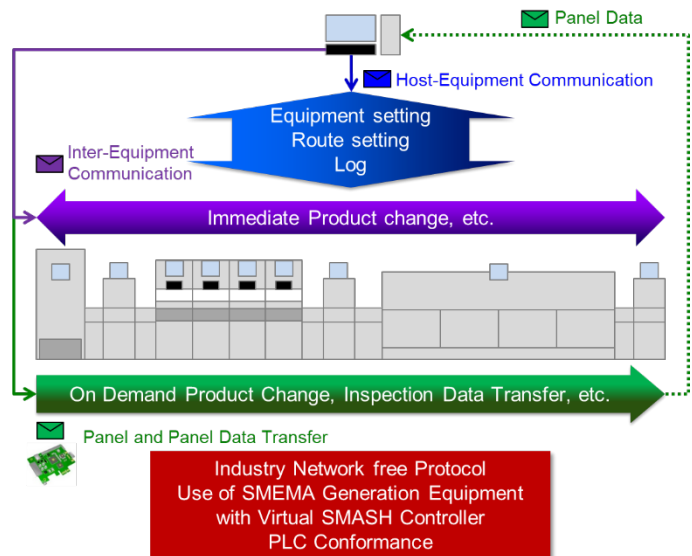 Panel Data
Host-Equipment Communication
Equipment setting
Route setting
Log
Inter-Equipment
Communication
Immediate Product change, etc.
On Demand Product Change, Inspection Data Transfer, etc.
Panel and Panel Data Transfer
Industry Network free Protocol
Use of SMEMA Generation Equipment
with Virtual SMASH Controller
PLC Conformance